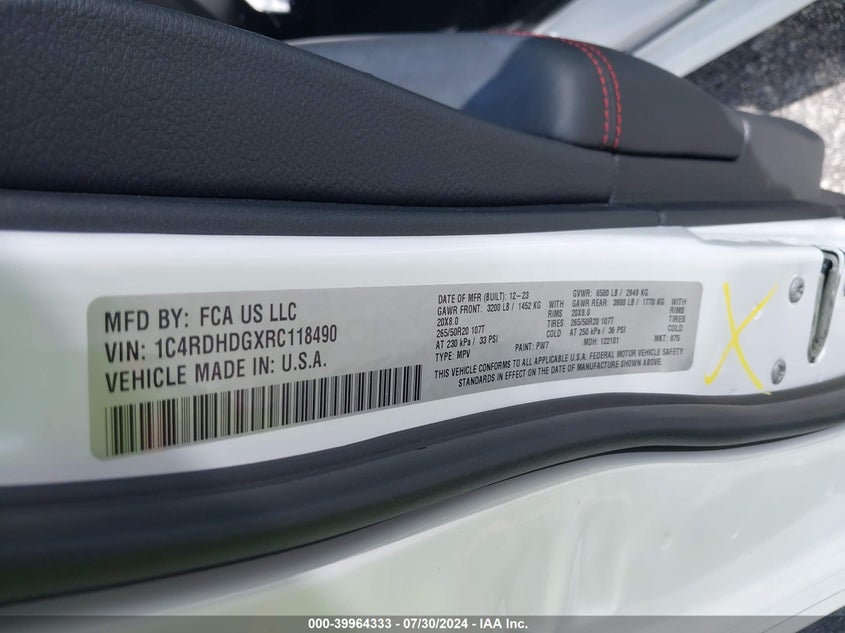 MFD BY: FCA US LLC
VIN: 1C4RDHDGXRC118490
VEHICLE MADE IN: U.S.A.
DATE OF MFR (BUILT): 12-23 GVWR: 6500 LB / 2949 KG
GAWR FRONT: 3200 LB / 1452 KG GAWR REAR: 3900 LB / 1770 KG
20X8.0 RIMS 20X8.0 RIMS
265/50R20 107T TIRES 265/50R20 107T TIRES
AT 230 kPa / 33 PSI COLD AT 250 kPa / 36 PSI COLD
TYPE: MPV PAINT: PW7 MDH: 122101 MKT: 875
THIS VEHICLE CONFORMS TO ALL APPLICABLE U.S.A. FEDERAL MOTOR VEHICLE SAFETY
STANDARDS IN EFFECT ON THE DATE OF MANUFACTURE SHOWN ABOVE.
X
000-39964333 - 07/30/2024 - IAA Inc.